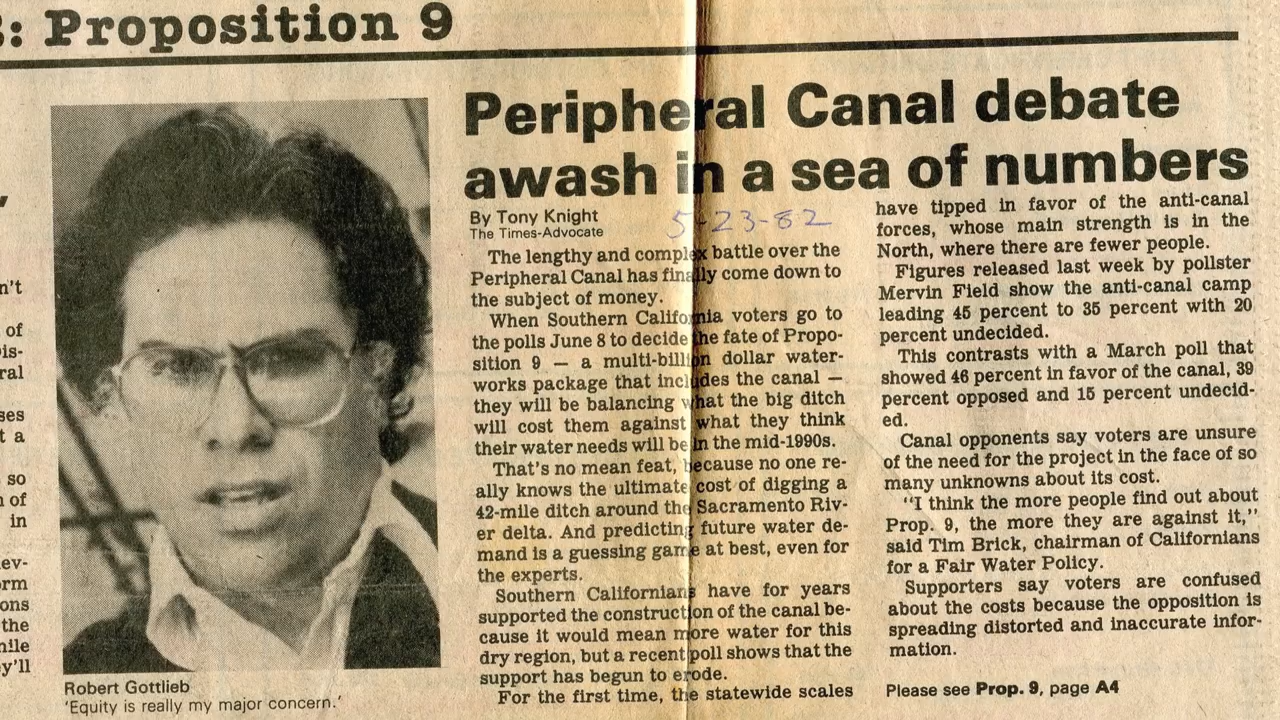 : Proposition 9
n't
of
is-
ral
ses
t a
so
n of
in
ev-
orm
ons
the
nile
ey'll
Robert Gottlieb
'Equity is really my major concern.'
Peripheral Canal debate
awash in a sea of numbers
By Tony Knight
5-23-82
The Times-Advocate
The lengthy and complex battle over the
Peripheral Canal has finally come down to
the subject of money.
When Southern California voters go to
the polls June 8 to decide the fate of Propo-
sition 9 — a multi-billion dollar water-
works package that includes the canal —
they will be balancing what the big ditch
will cost them against what they think
their water needs will be in the mid-1990s.
That's no mean feat, because no one re-
ally knows the ultimate cost of digging a
42-mile ditch around the Sacramento Riv-
er delta. And predicting future water de-
mand is a guessing game at best, even for
the experts.
Southern Californians have for years
supported the construction of the canal be-
cause it would mean more water for this
dry region, but a recent poll shows that the
support has begun to erode.
For the first time, the statewide scales
have tipped in favor of the anti-canal
forces, whose main strength is in the
North, where there are fewer people.
Figures released last week by pollster
Mervin Field show the anti-canal camp
leading 45 percent to 35 percent with 20
percent undecided.
This contrasts with a March poll that
showed 46 percent in favor of the canal, 39
percent opposed and 15 percent undecid-
ed.
Canal opponents say voters are unsure
of the need for the project in the face of so
many unknowns about its cost.
"I think the more people find out about
Prop. 9, the more they are against it,"
said Tim Brick, chairman of Californians
for a Fair Water Policy.
Supporters say voters are confused
about the costs because the opposition is
spreading distorted and inaccurate infor-
mation.
Please see Prop. 9, page A4